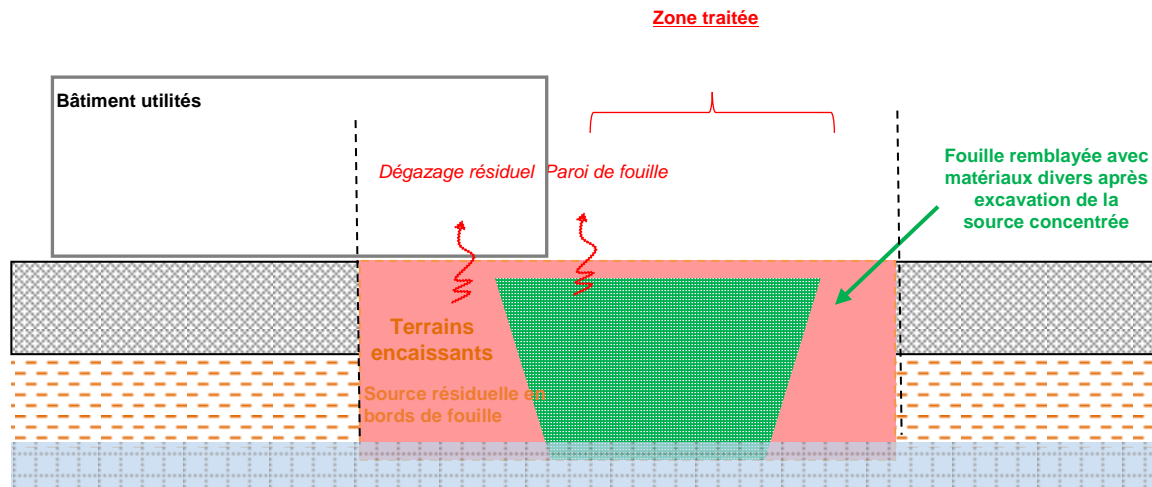 Zone traitée
Bâtiment utilités
Dégazage résiduel
Paroi de fouille
Fouille remblayée avec
matériaux divers après
excavation de la
source concentrée
Terrains
encaissants
Source résiduelle en
bords de fouille